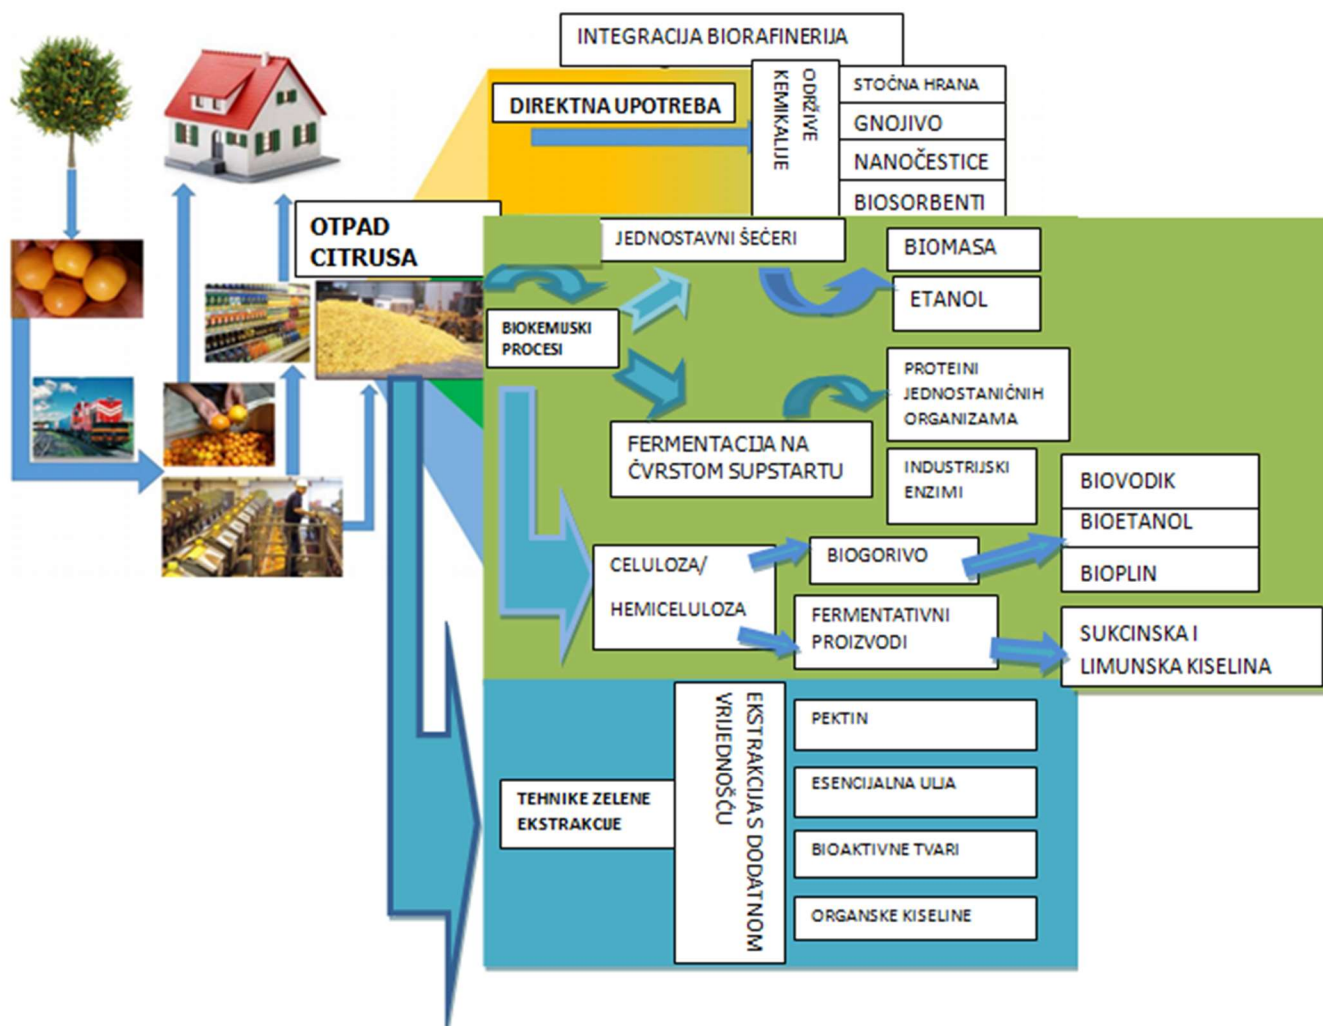 INTEGRACIJA BIORAFINERIJA
DIREKTNA UPOTREBA
ODRŽIVE
KEMIKALIJE
STOČNA HRANA
GNOJIVO
NANOČESTICE
BIOSORBENTI
OTPAD
CITRUSA
JEDNOSTAVNI ŠEĆERI
BIOMASA
ETANOL
BIOKEMIJSKI
PROCESI
PROTEINI
JEDNOSTANIČNIH
ORGANIZAMA
FERMENTACIJA NA
ČVRSTOM SUPSTARTU
INDUSTRIJSKI
ENZIMI
BIOVODIK
BIOETANOL
BIOPLIN
CELULOZA/
HEMICELULOZA
BIOGORIVO
FERMENTATIVNI
PROIZVODI
SUKCINSKA I
LIMUNSKA KISELINA
TEHNIKE ZELENE
EKSTRAKCIJE
EKSTRAKCIJA S DODATNOM
VRIJEDNOŠĆU
PEKTIN
ESENCIJALNA ULJA
BIOAKTIVNE TVARI
ORGANSKE KISELINE